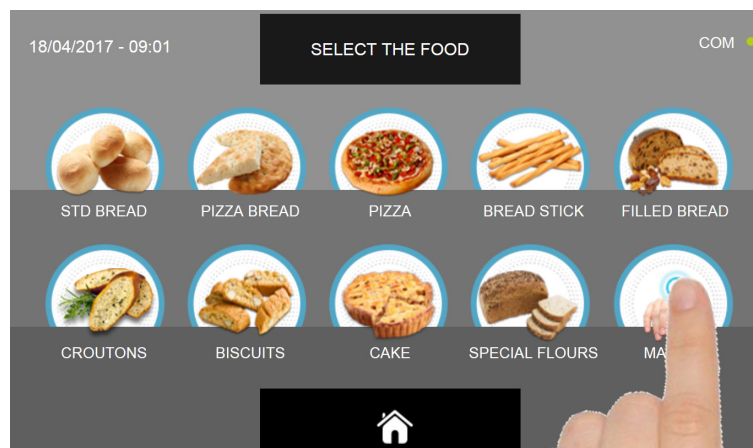 18/04/2017 - 09:01
SELECT THE FOOD
COM
STD BREAD
PIZZA BREAD
PIZZA
BREAD STICK
FILLED BREAD
CROUTONS
BISCUITS
CAKE
SPECIAL FLOURS